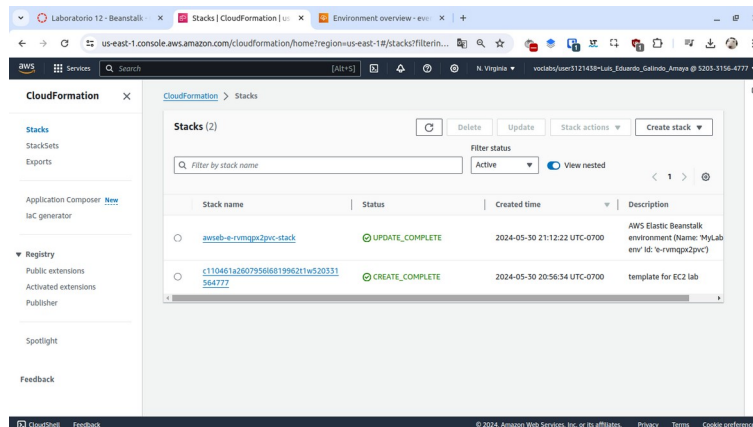 Laboratorio 12 - Beanstalk
Stacks | CloudFormation | us
Environment overview - eve
us-east-1.console.aws.amazon.com/cloudformation/home?region=us-east-1#/stacks?filterin...
aws Services Search [Alt+S] N. Virginia voclabs/user3121438=Luis_Eduardo_Galindo_Amaya @ 5203-3156-4777
CloudFormation
CloudFormation > Stacks
Stacks
StackSets
Exports
Application Composer New
IaC generator
Registry
Public extensions
Activated extensions
Publisher
Spotlight
Feedback
Stacks (2)
Delete Update Stack actions Create stack
Filter status
Filter by stack name
Active
View nested
1
Stack name Status Created time Description
awseb-e-rvmqpx2pvc-stack UPDATE_COMPLETE 2024-05-30 21:12:22 UTC-0700
AWS Elastic Beanstalk
environment (Name: 'MyLab
env' Id: 'e-rvmqpx2pvc')
c110461a2607956l6819962t1w520331
564777
CREATE_COMPLETE 2024-05-30 20:56:34 UTC-0700 template for EC2 lab
CloudShell Feedback © 2024, Amazon Web Services, Inc. or its affiliates. Privacy Terms Cookie preference